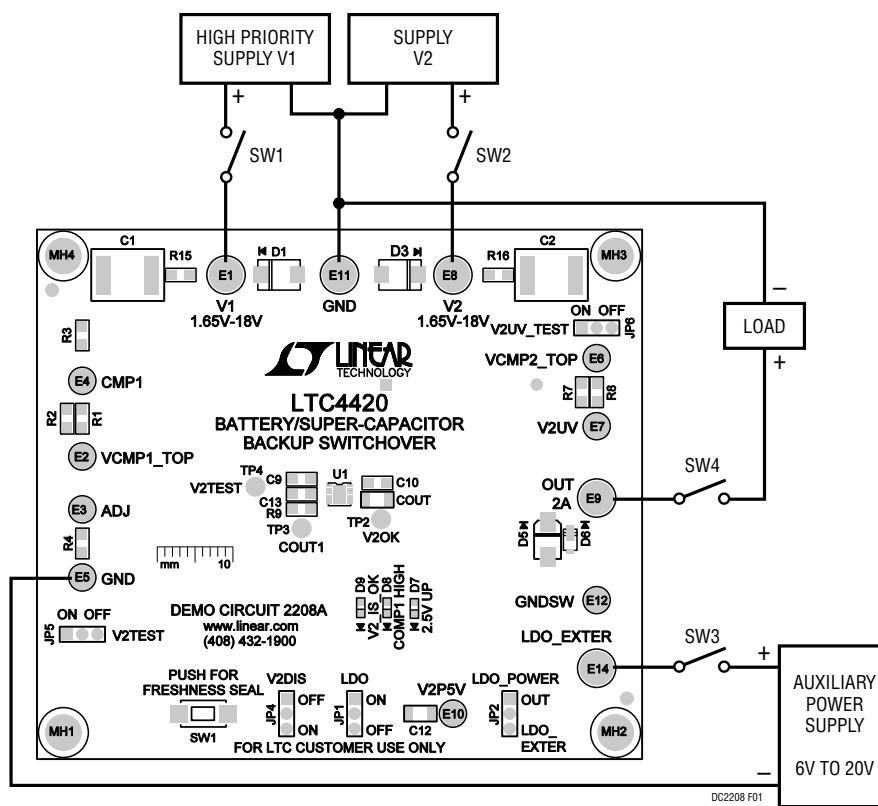 HIGH PRIORITY
SUPPLY V1
SUPPLY
V2
+
+
SW1
SW2
MH4
C1
R15
E1
D1
E11
D3
E8
R16
C2
MH3
V1
1.65V-18V
GND
V2
1.65V-18V
ON OFF
V2UV_TEST
JP6
R3
LINEAR
TECHNOLOGY
VCMP2_TOP
E6
–
LOAD
+
E4
CMP1
LTC4420
BATTERY/SUPER-CAPACITOR
BACKUP SWITCHOVER
R7
R8
R2
R1
V2UV
E7
E2
VCMP1_TOP
TP4
V2TEST
C9
U1
C10
C13
COUT
R9
TP3
COUT1
TP2
V2OK
OUT
2A
E9
SW4
E3
ADJ
D5
D6
R4
E5
GND
mm
10
D9
D8
D7
V2_IS_OK
COMP1 HIGH
2.5V UP
GNDSW
E12
DEMO CIRCUIT 2208A
www.linear.com
(408) 432-1900
ON OFF
JP5
V2TEST
LDO_EXTER
E14
SW3
+
PUSH FOR
FRESHNESS SEAL
SW1
V2DIS
JP4
OFF
ON
LDO
JP1
ON
OFF
V2P5V
C12
E10
LDO_POWER
JP2
OUT
LDO_
EXTER
AUXILIARY
POWER
SUPPLY
6V TO 20V
MH1
FOR LTC CUSTOMER USE ONLY
MH2
–
DC2208 F01